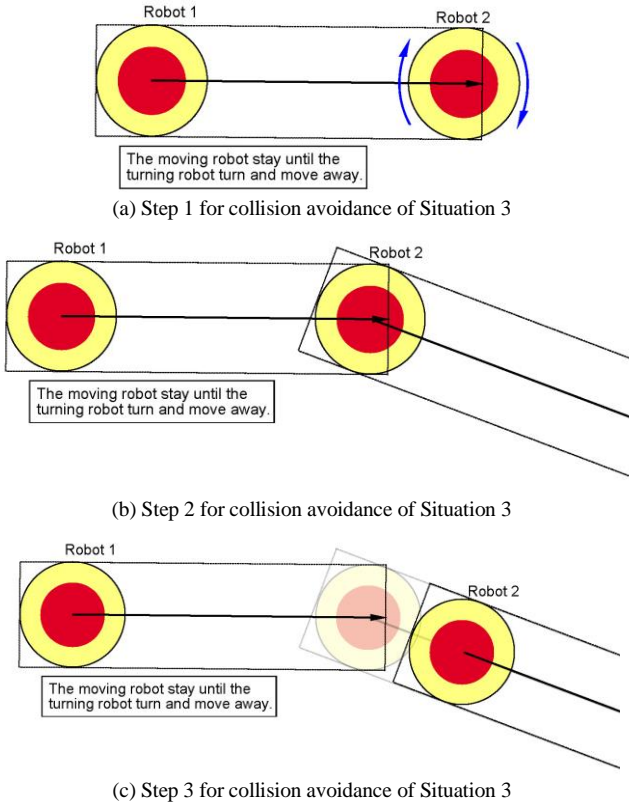 Robot 1
Robot 2
The moving robot stay until the
turning robot turn and move away.
(a) Step 1 for collision avoidance of Situation 3
Robot 1
Robot 2
The moving robot stay until the
turning robot turn and move away.
(b) Step 2 for collision avoidance of Situation 3
Robot 1
Robot 2
The moving robot stay until the
turning robot turn and move away.
(c) Step 3 for collision avoidance of Situation 3